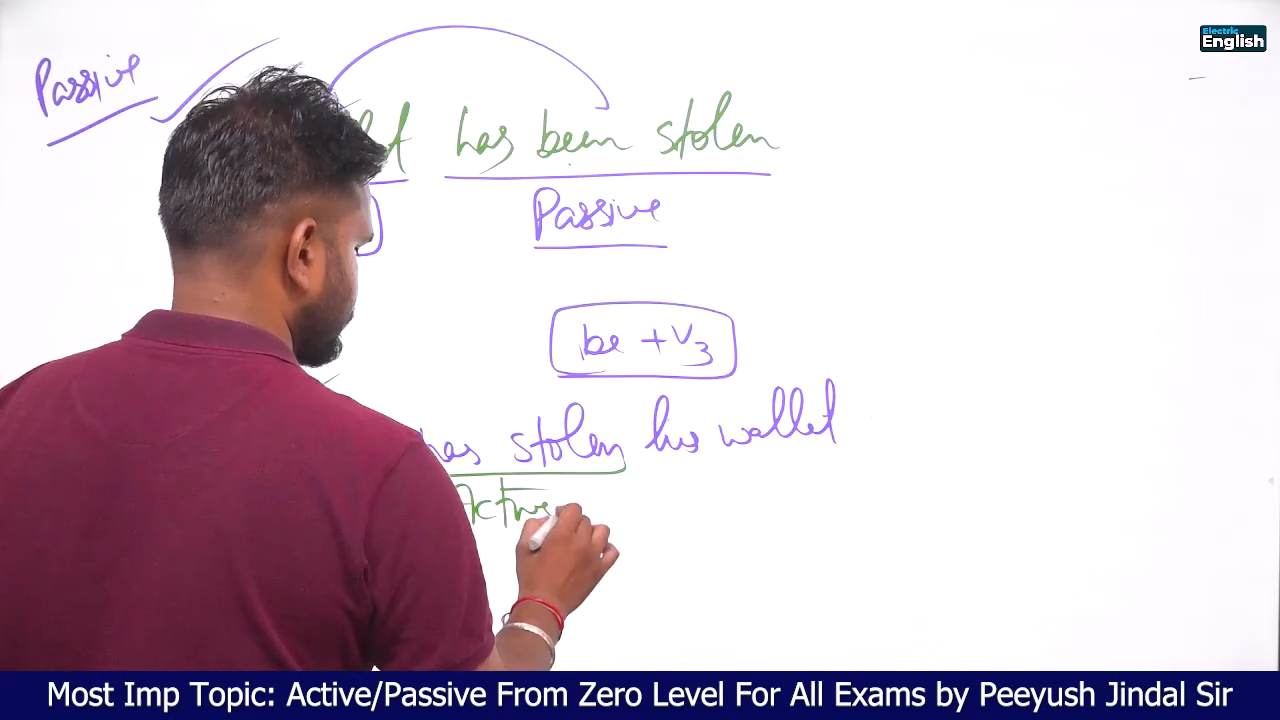 Electric
English
Passive
has been stolen
Passive
be + V3
has stolen his wallet
Active
Most Imp Topic: Active/Passive From Zero Level For All Exams by Peeyush Jindal Sir